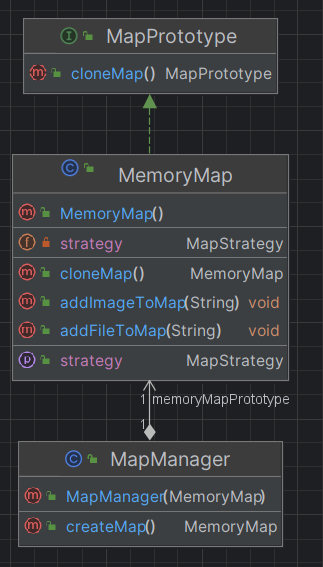 I MapPrototype
m cloneMap() MapPrototype
C MemoryMap
m MemoryMap()
f strategy MapStrategy
m cloneMap() MemoryMap
m addImageToMap(String) void
m addFileToMap(String) void
p strategy MapStrategy
1 memoryMapPrototype
1
C MapManager
m MapManager(MemoryMap)
m createMap() MemoryMap